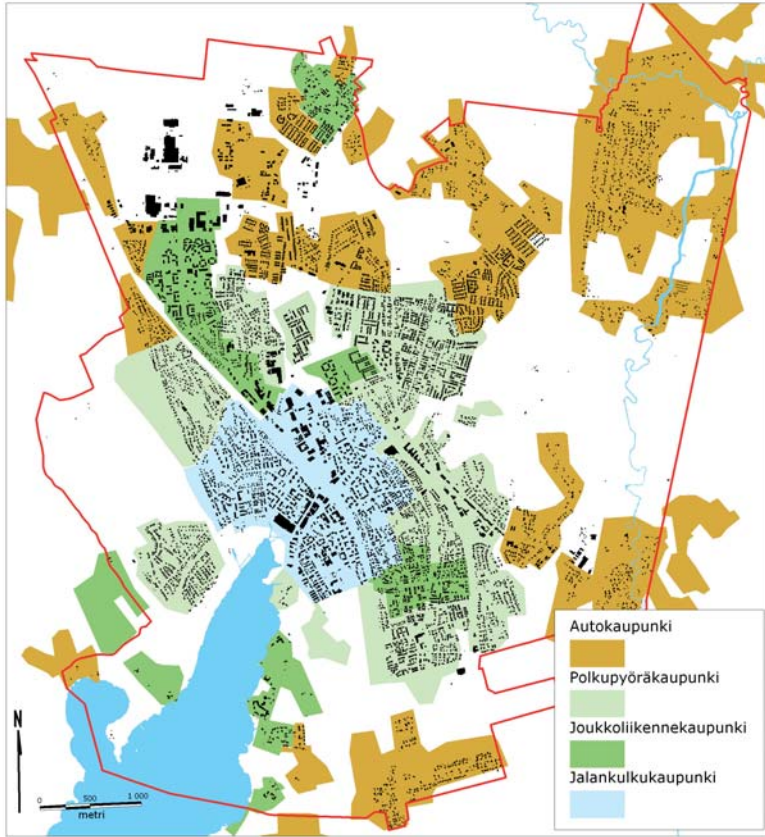 Autokaupunki
Polkupyöräkaupunki
Joukkoliikennekaupunki
Jalankulkukaupunki
N
0 500 1 000
metri